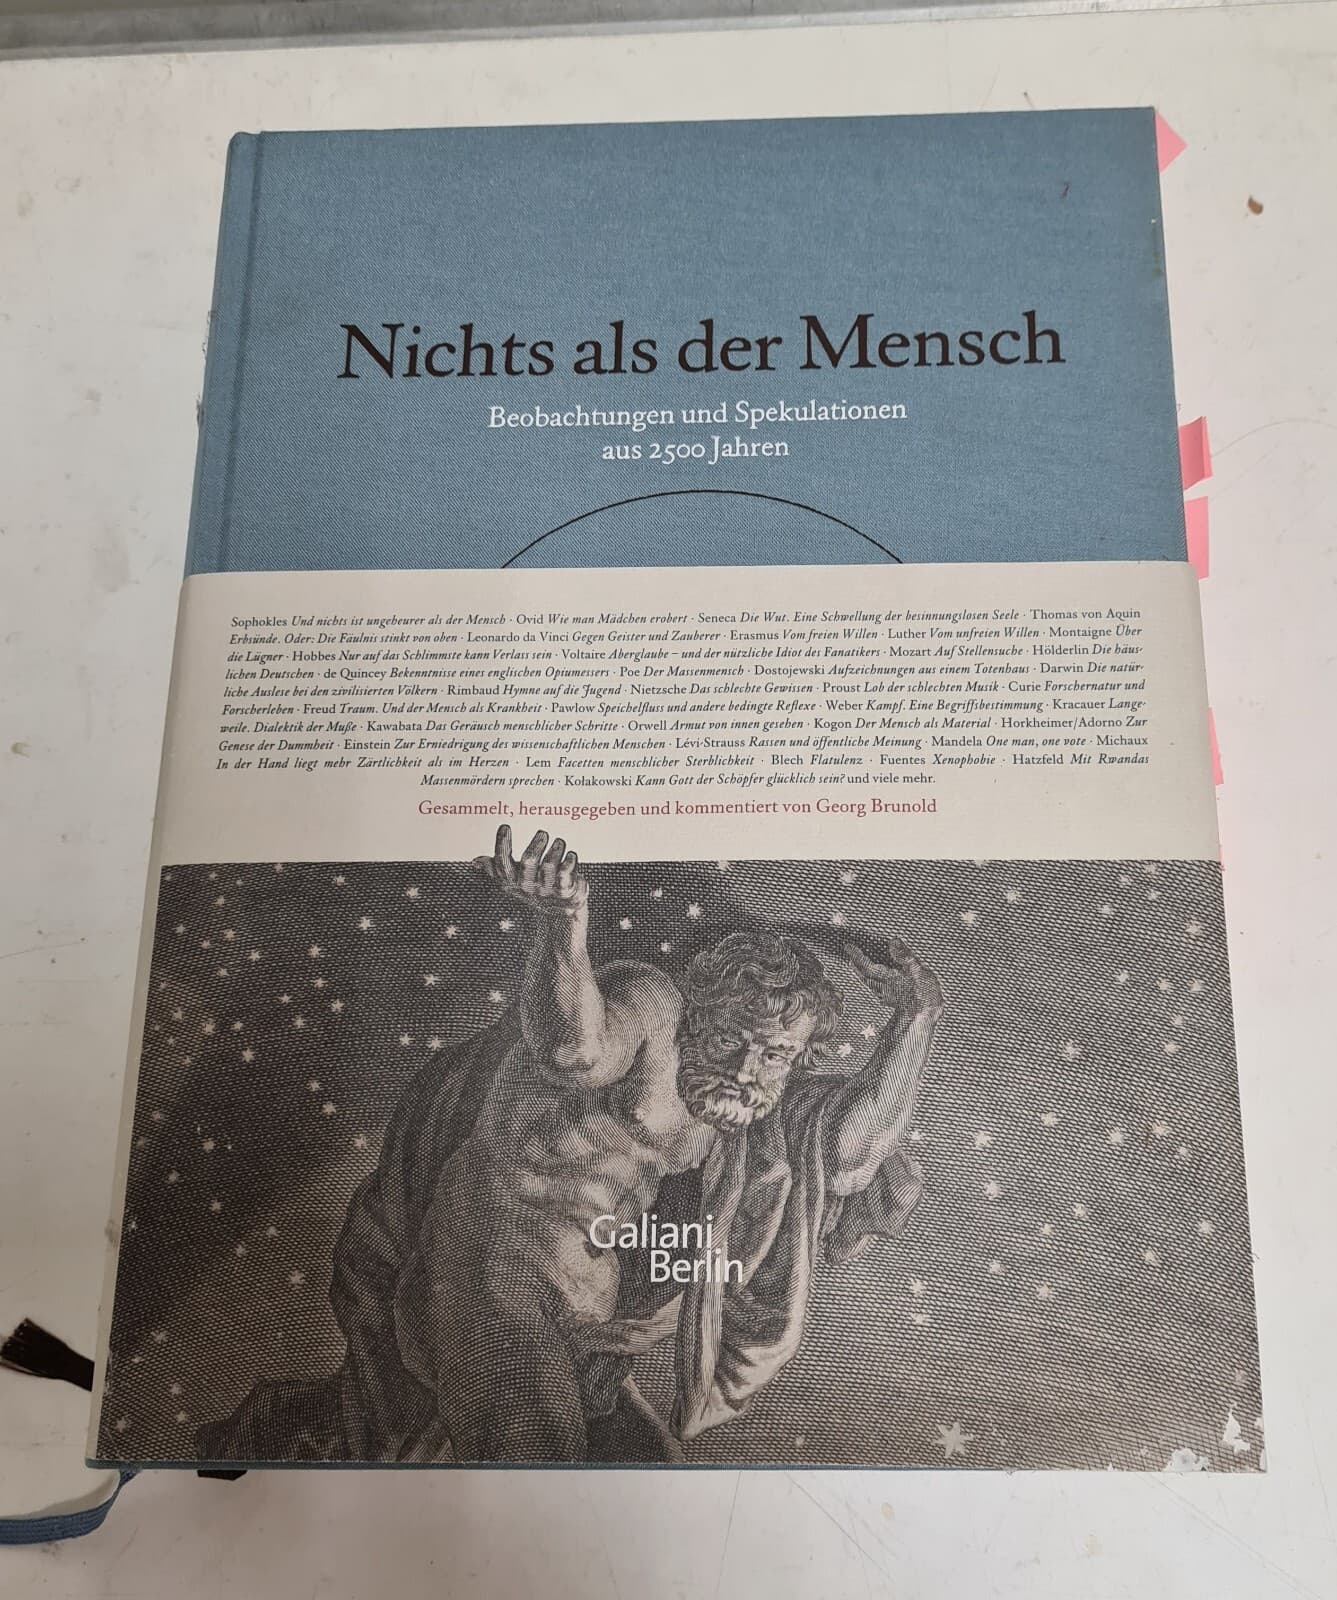 Nichts als der Mensch
Beobachtungen und Spekulationen
aus 2500 Jahren
Sophokles Und nichts ist ungeheurer als der Mensch · Ovid Wie man Mädchen erobert · Seneca Die Wut. Eine Schwellung der besinnungslosen Seele · Thomas von Aquin
Erbsünde. Oder: Die Fäulnis stinkt von oben · Leonardo da Vinci Gegen Geister und Zauberer · Erasmus Vom freien Willen · Luther Vom unfreien Willen · Montaigne Über
die Lügner · Hobbes Nur auf das Schlimmste kann Verlass sein · Voltaire Aberglaube – und der nützliche Idiot des Fanatikers · Mozart Auf Stellensuche · Hölderlin Die häus-
lichen Deutschen · de Quincey Bekenntnisse eines englischen Opiumessers · Poe Der Massenmensch · Dostojewski Aufzeichnungen aus einem Totenhaus · Darwin Die natür-
liche Auslese bei den zivilisierten Völkern · Rimbaud Hymne auf die Jugend · Nietzsche Das schlechte Gewissen · Proust Lob der schlechten Musik · Curie Forschernatur und
Forscherleben · Freud Traum. Und der Mensch als Krankheit · Pawlow Speichelfluss und andere bedingte Reflexe · Weber Kampf. Eine Begriffsbestimmung · Kracauer Lange-
weile. Dialektik der Muße · Kawabata Das Geräusch menschlicher Schritte · Orwell Armut von innen gesehen · Kogon Der Mensch als Material · Horkheimer/Adorno Zur
Genese der Dummheit · Einstein Zur Erniedrigung des wissenschaftlichen Menschen · Lévi-Strauss Rassen und öffentliche Meinung · Mandela One man, one vote · Michaux
In der Hand liegt mehr Zärtlichkeit als im Herzen · Lem Facetten menschlicher Sterblichkeit · Blech Flatulenz · Fuentes Xenophobie · Hatzfeld Mit Rwandas
Massenmördern sprechen · Kołakowski Kann Gott der Schöpfer glücklich sein? und viele mehr.
Gesammelt, herausgegeben und kommentiert von Georg Brunold
Galiani
Berlin